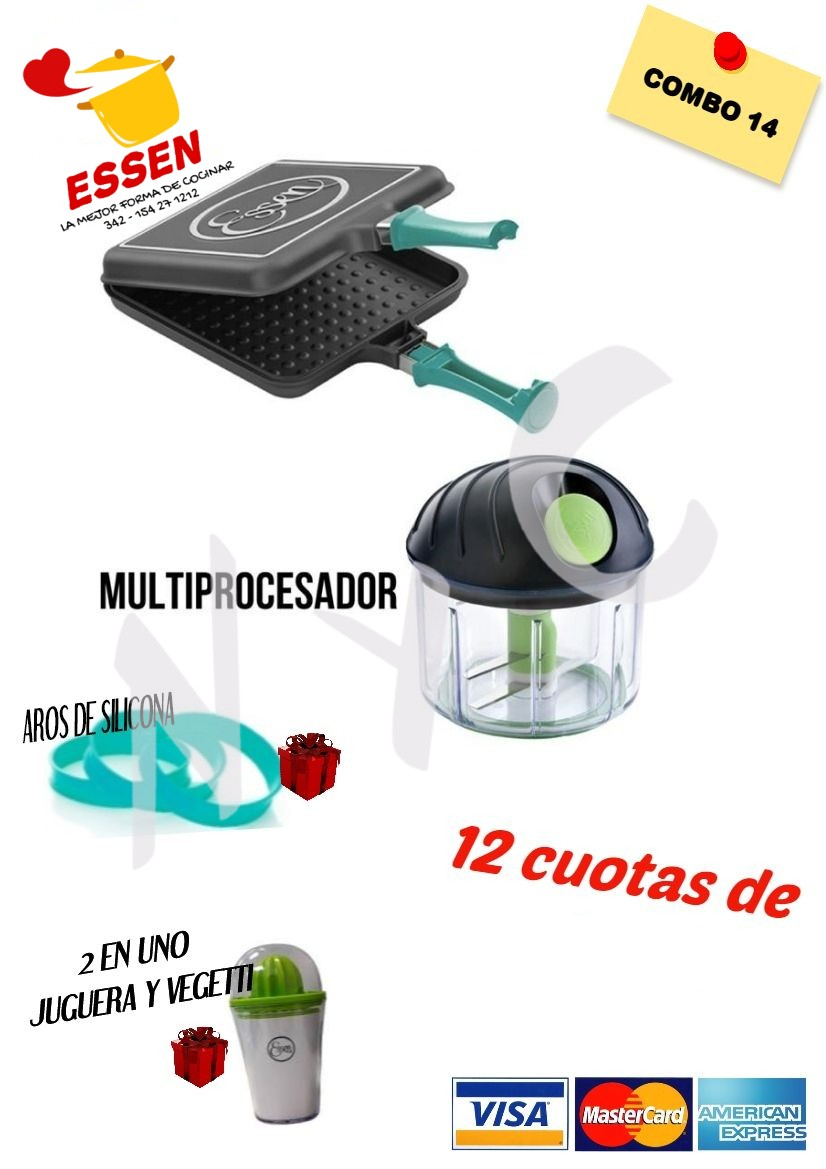 COMBO 14
ESSEN
LA MEJOR FORMA DE COCINAR
342 - 154 27 1212
Essen
MULTIPROCESADOR
AROS DE SILICONA
NYC
12 cuotas de
2 EN UNO
JUGUERA Y VEGETTI
Essen
VISA
MasterCard
AMERICAN
EXPRESS